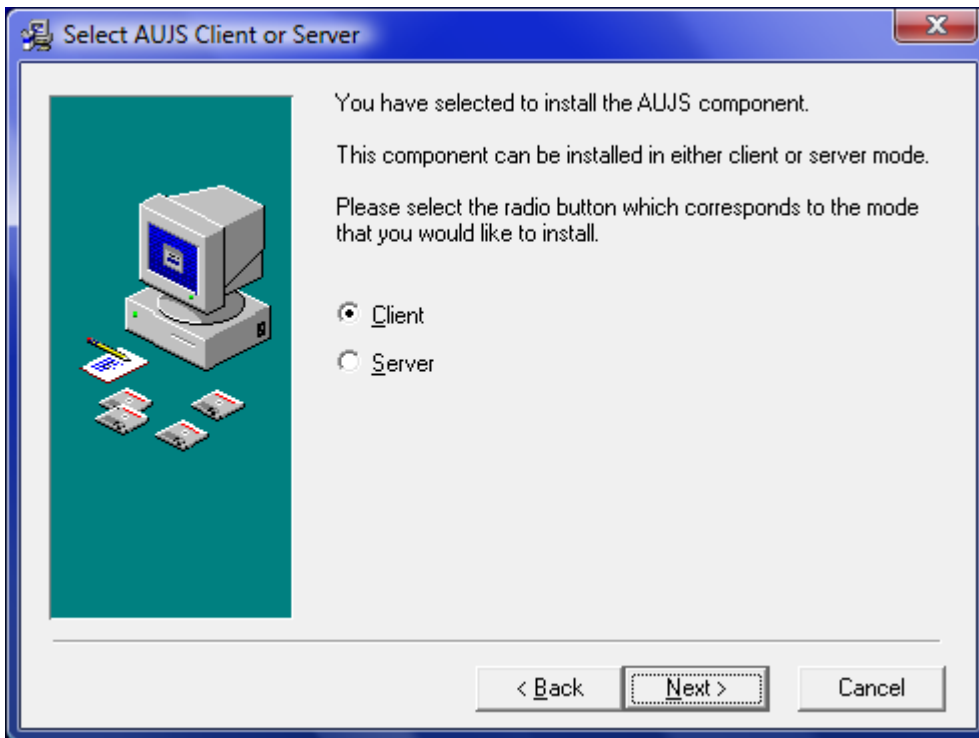 Select AUJS Client or Server
You have selected to install the AUJS component.
This component can be installed in either client or server mode.
Please select the radio button which corresponds to the mode
that you would like to install.
Client
Server
< Back
Next >
Cancel